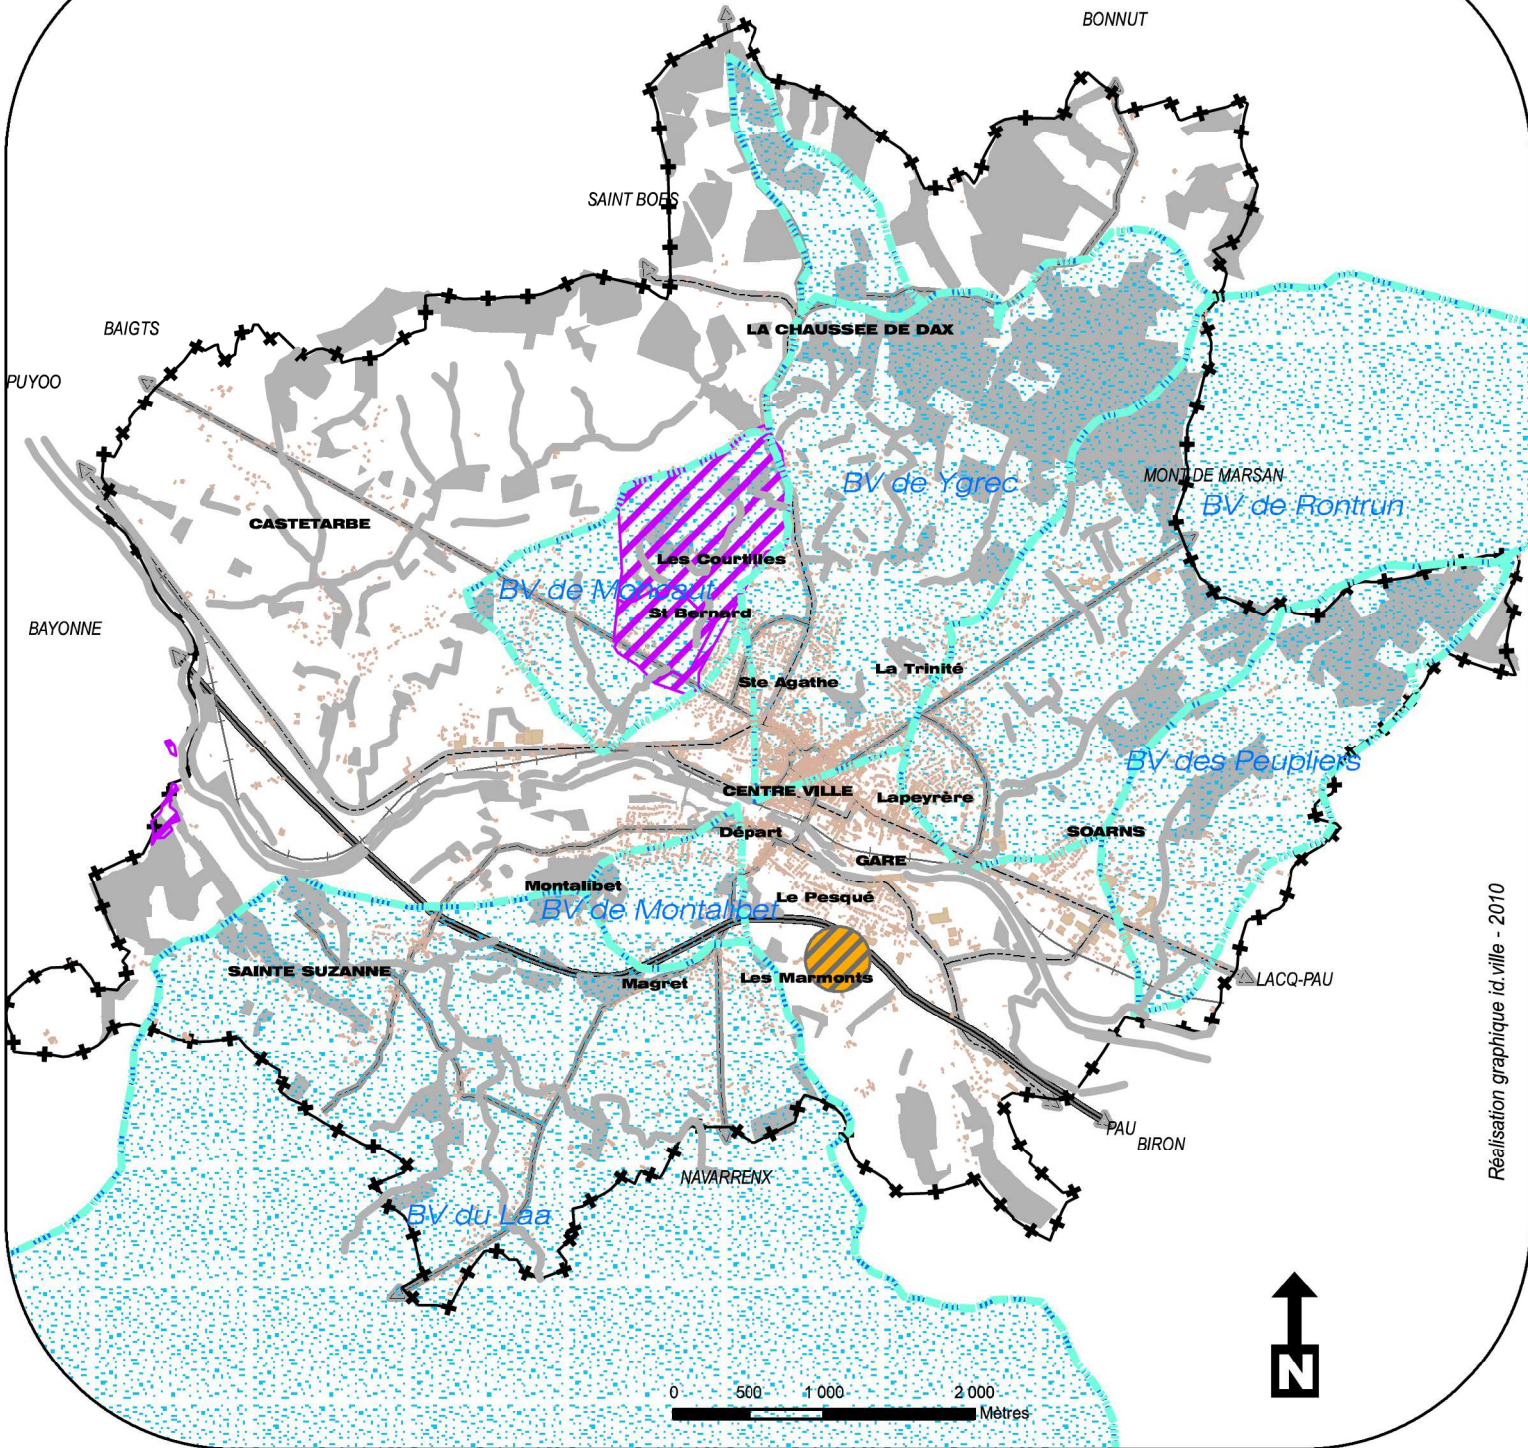 BONNUT
SAINT BOES
BAIGTS
LA CHAUSSEE DE DAX
PUYOO
MONT DE MARSAN
BV de Ygrec
BV de Rontrun
CASTETARBE
Les Courtilles
BV de Moncaut
St Bernard
BAYONNE
La Trinité
Ste Agathe
BV des Peupliers
CENTRE VILLE
Lapeyrère
Départ
SOARNS
GARE
Montalibet
Le Pesqué
BV de Montalibet
SAINTE SUZANNE
Magret
Les Marmonts
LACQ-PAU
PAU
BIRON
NAVARRENX
BV du Laa
Réalisation graphique id.ville - 2010
N
0 500 1 000 2 000
Mètres